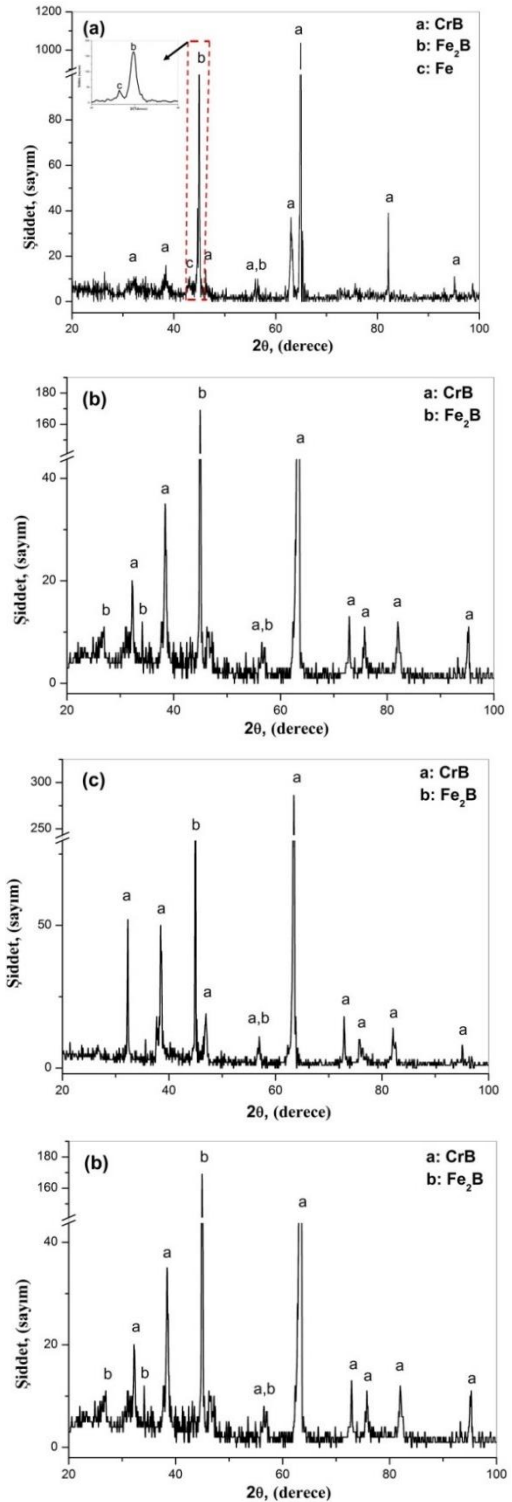 (a)
a: CrB
b: Fe₂B
c: Fe
b
c
b
a
a
a
c
a
a,b
a
a
a
1200
1000
80
60
40
20
0
20 40 60 80 100
Şiddet, (sayım)
2θ, (derece)
(b)
a: CrB
b: Fe₂B
b
a
a
a
b
b
a,b
a
a
a
a
180
160
40
20
0
20 40 60 80 100
Şiddet, (sayım)
2θ, (derece)
(c)
a: CrB
b: Fe₂B
a
b
a
a
a
a,b
a
a
a
a
300
250
50
0
20 40 60 80 100
Şiddet, (sayım)
2θ, (derece)
(b)
a: CrB
b: Fe₂B
b
a
a
a
b
b
a,b
a
a
a
a
180
160
40
20
0
20 40 60 80 100
Şiddet, (sayım)
2θ, (derece)